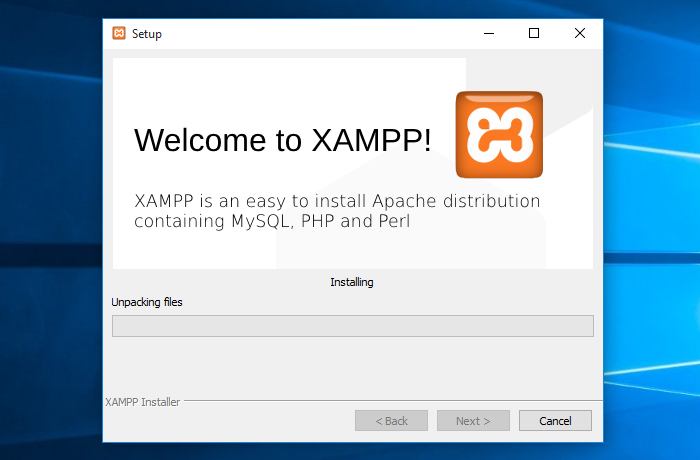 Setup
Welcome to XAMPP!
XAMPP is an easy to install Apache distribution
containing MySQL, PHP and Perl
Installing
Unpacking files
XAMPP Installer
< Back
Next >
Cancel